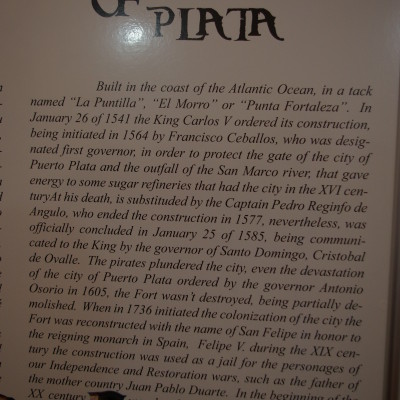 PLATA
Built in the coast of the Atlantic Ocean, in a tack
named “La Puntilla”, “El Morro” or “Punta Fortaleza”. In
January 26 of 1541 the King Carlos V ordered its construction,
being initiated in 1564 by Francisco Ceballos, who was desig-
nated first governor, in order to protect the gate of the city of
Puerto Plata and the outfall of the San Marco river, that gave
energy to some sugar refineries that had the city in the XVI cen-
turyAt his death, is substituted by the Captain Pedro Reginfo de
Angulo, who ended the construction in 1577, nevertheless, was
officially concluded in January 25 of 1585, being communi-
cated to the King by the governor of Santo Domingo, Cristobal
de Ovalle. The pirates plundered the city, even the devastation
of the city of Puerto Plata ordered by the governor Antonio
Osorio in 1605, the Fort wasn't destroyed, being partially de-
molished. When in 1736 initiated the colonization of the city the
Fort was reconstructed with the name of San Felipe in honor to
the reigning monarch in Spain, Felipe V. during the XIX cen-
tury the construction was used as a jail for the personages of
our Independence and Restoration wars, such as the father of
the mother country Juan Pablo Duarte. In the beginning of the
XX century